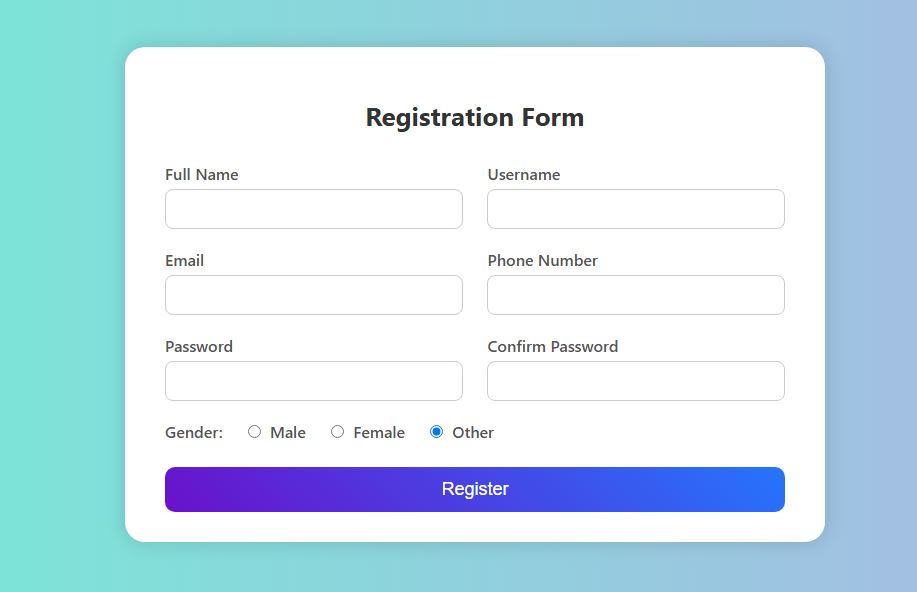 Registration Form
Full Name Username
Email Phone Number
Password Confirm Password
Gender: Male Female Other
Register